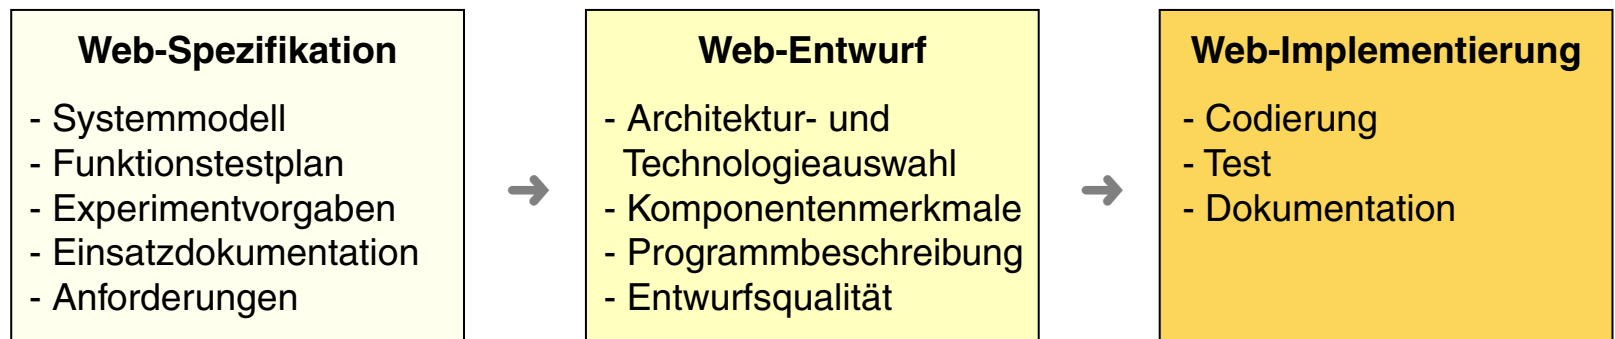 Web-Spezifikation
- Systemmodell
- Funktionstestplan
- Experimentvorgaben
- Einsatzdokumentation
- Anforderungen
➜
Web-Entwurf
- Architektur- und
Technologieauswahl
- Komponentenmerkmale
- Programmbeschreibung
- Entwurfsqualität
➜
Web-Implementierung
- Codierung
- Test
- Dokumentation